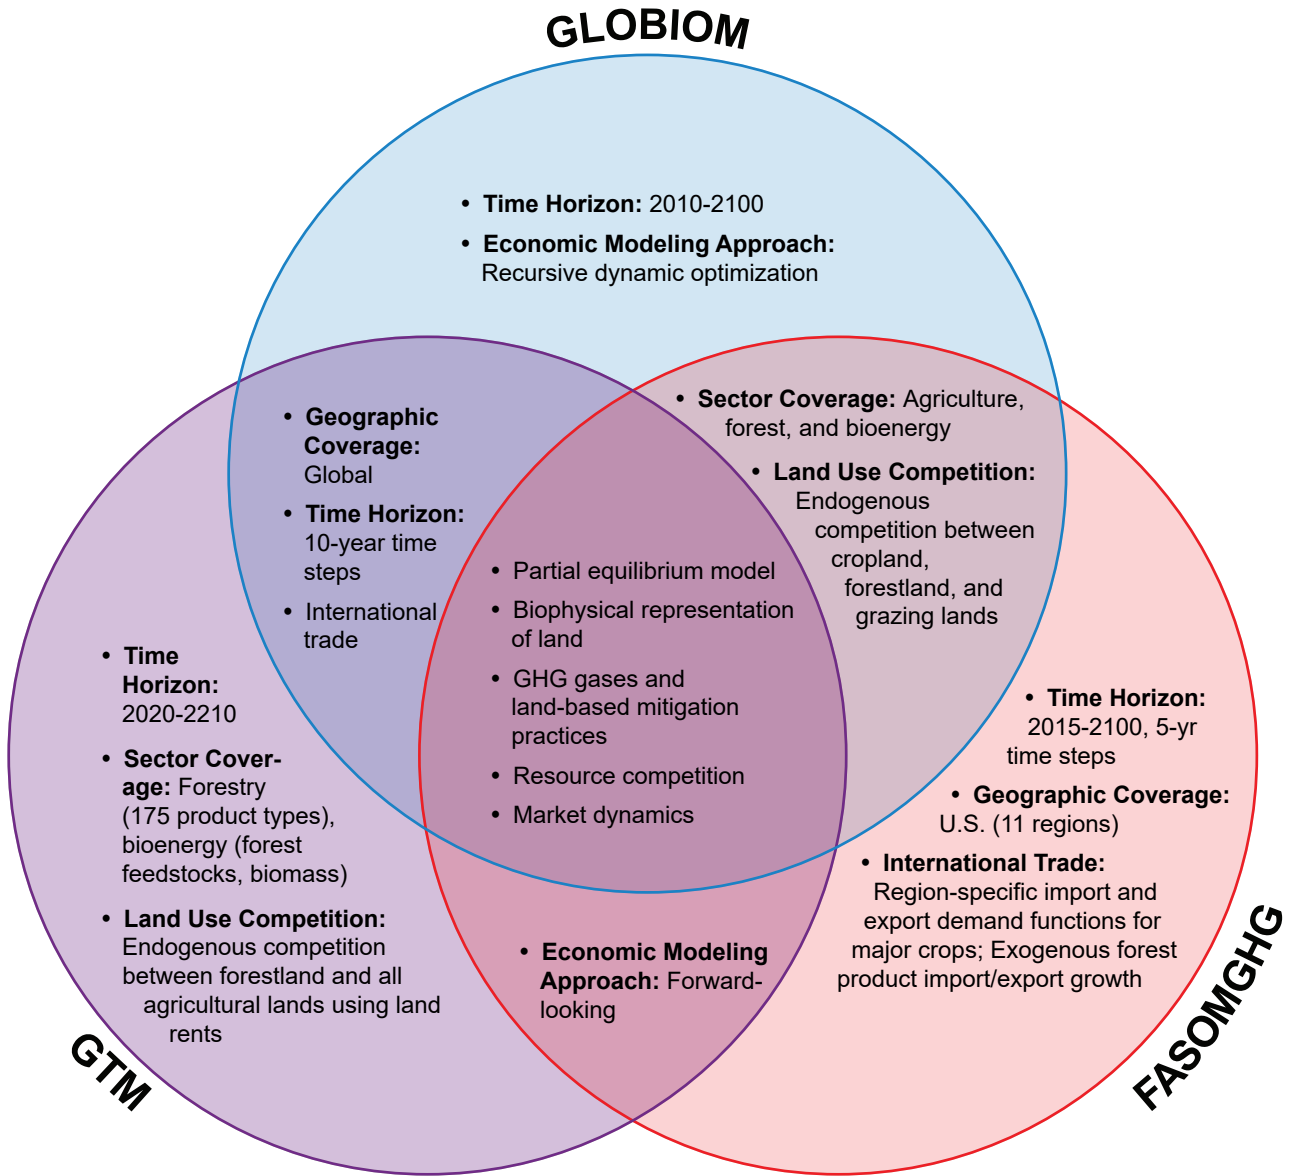 GLOBIOM
• Time Horizon: 2010-2100
• Economic Modeling Approach:
Recursive dynamic optimization
• Geographic
Coverage:
Global
• Time Horizon:
10-year time
steps
• International
trade
• Sector Coverage: Agriculture,
forest, and bioenergy
• Land Use Competition:
Endogenous
competition between
cropland,
forestland, and
grazing lands
• Partial equilibrium model
• Biophysical representation
of land
• GHG gases and
land-based mitigation
practices
• Resource competition
• Market dynamics
• Time
Horizon:
2020-2210
• Sector Cover-
age: Forestry
(175 product types),
bioenergy (forest
feedstocks, biomass)
• Land Use Competition:
Endogenous competition
between forestland and all
agricultural lands using land
rents
GTM
• Economic Modeling
Approach: Forward-
looking
• Time Horizon:
2015-2100, 5-yr
time steps
• Geographic Coverage:
U.S. (11 regions)
• International Trade:
Region-specific import and
export demand functions for
major crops; Exogenous forest
product import/export growth
FASOMGHG